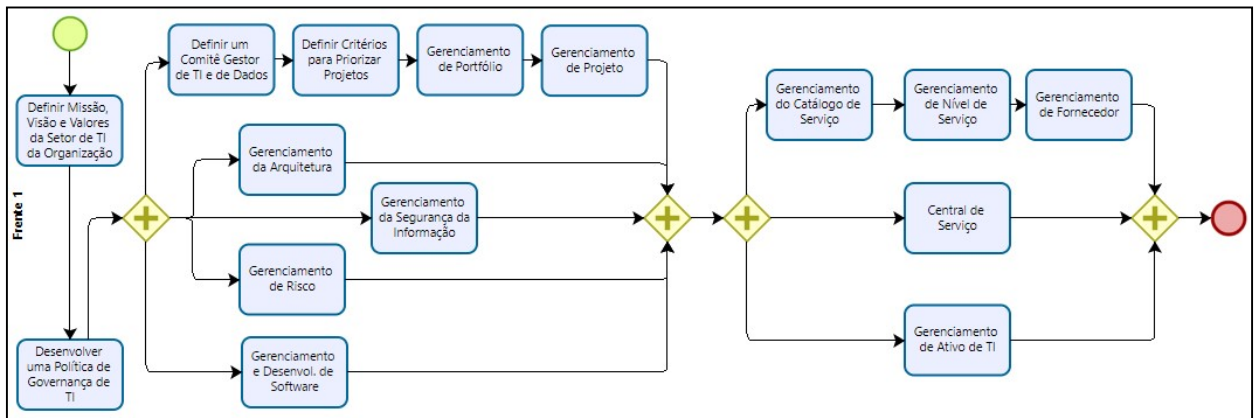 Frente 1
Definir Missão,
Visão e Valores
da Setor de TI
da Organização
Desenvolver
uma Política de
Governança de
TI
Definir um
Comitê Gestor
de TI e de Dados
Definir Critérios
para Priorizar
Projetos
Gerenciamento
de Portfólio
Gerenciamento
de Projeto
Gerenciamento
da Arquitetura
Gerenciamento
da Segurança da
Informação
Gerenciamento
de Risco
Gerenciamento
e Desenvol. de
Software
Gerenciamento
do Catálogo de
Serviço
Gerenciamento
de Nível de
Serviço
Gerenciamento
de Fornecedor
Central de
Serviço
Gerenciamento
de Ativo de TI